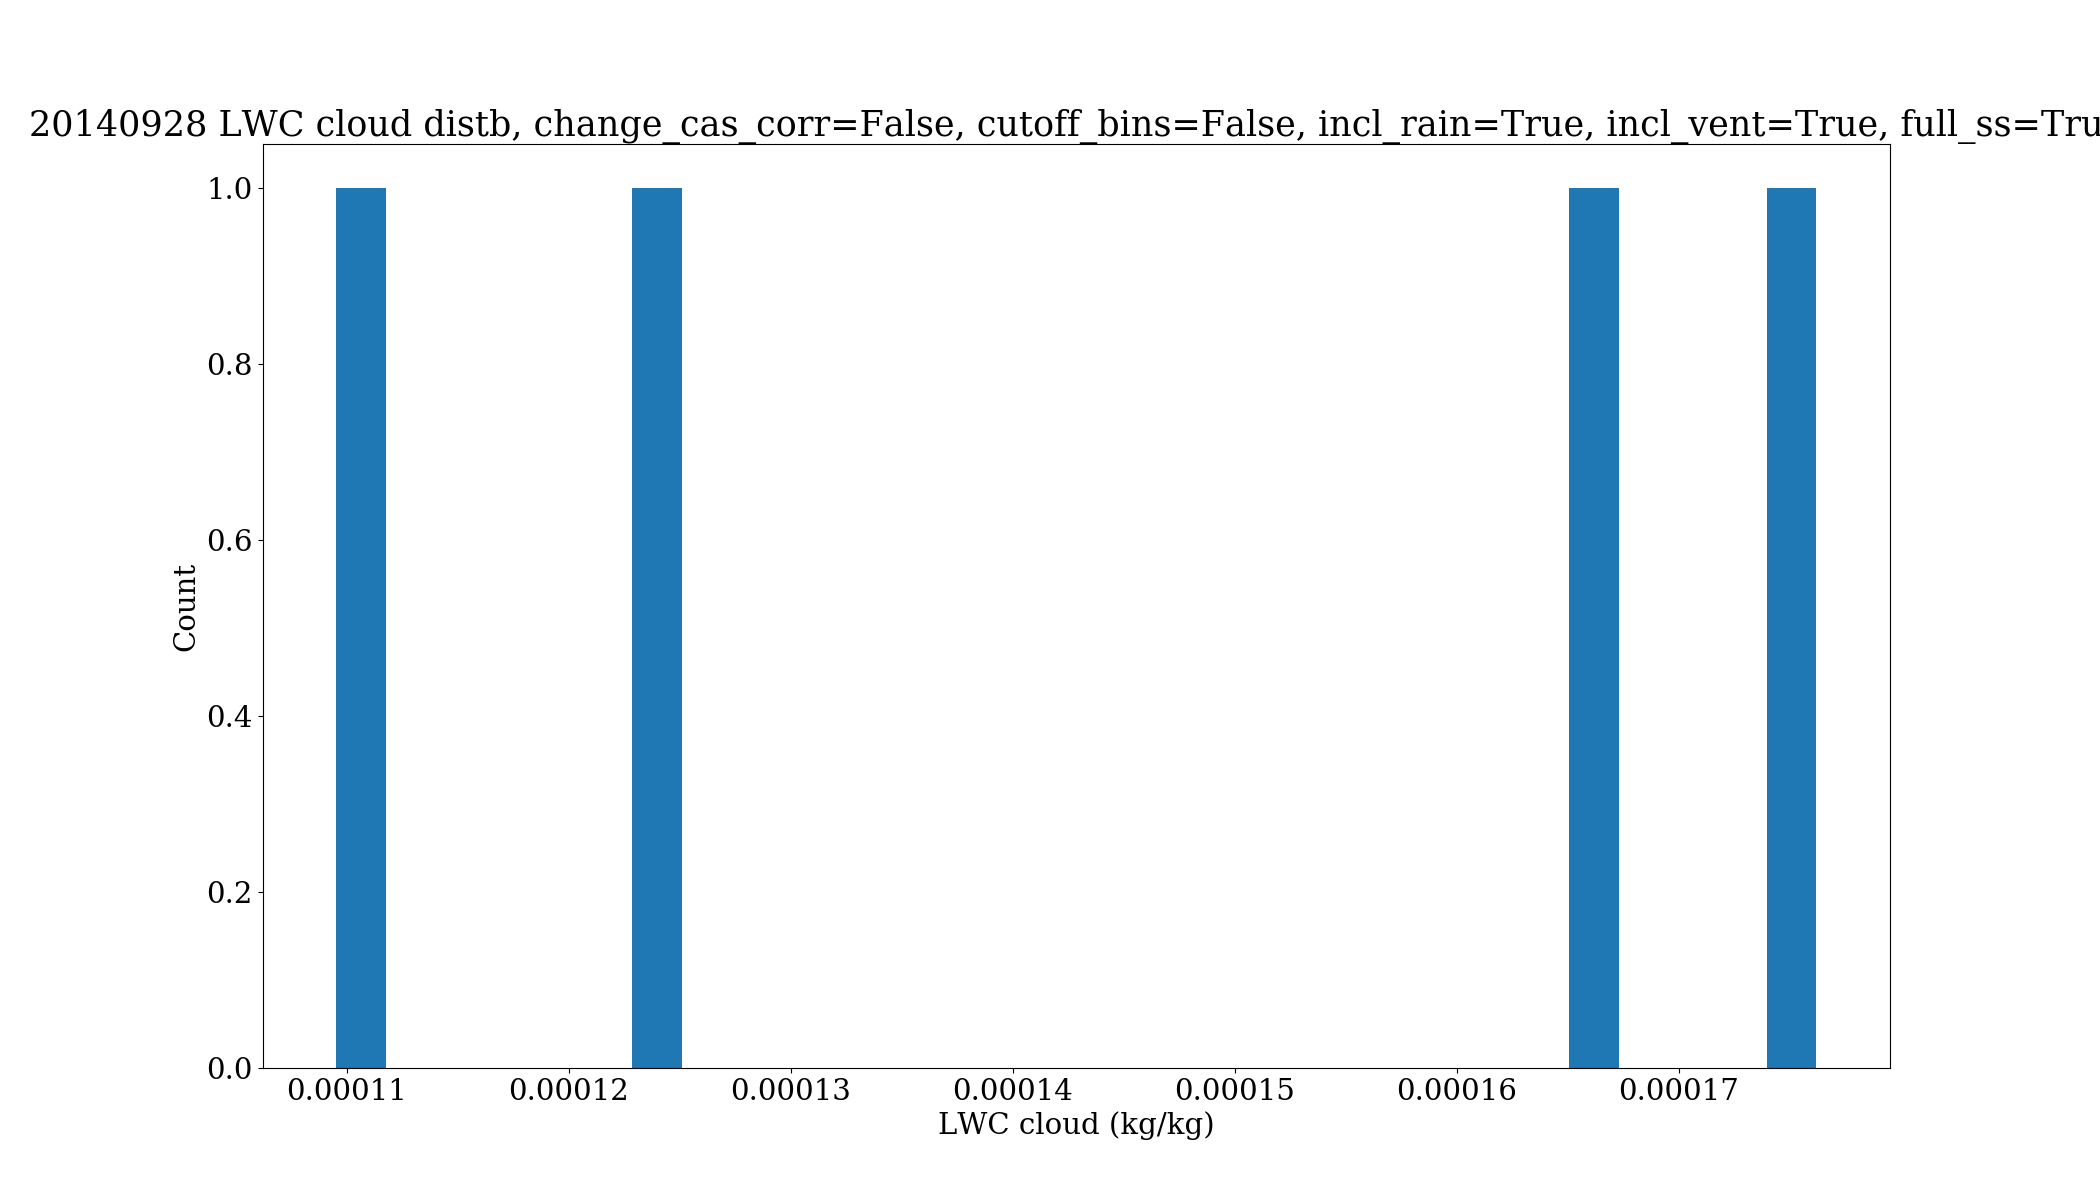 20140928 LWC cloud distb, change_cas_corr=False, cutoff_bins=False, incl_rain=True, incl_vent=True, full_ss=Tru
1.0
0.8
0.6
0.4
0.2
0.0
Count
0.00011 0.00012 0.00013 0.00014 0.00015 0.00016 0.00017
LWC cloud (kg/kg)